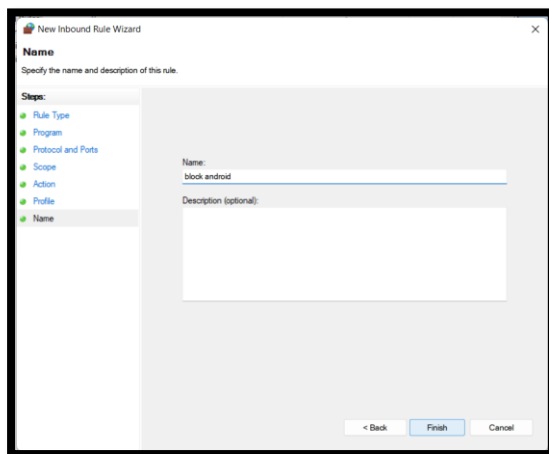 New Inbound Rule Wizard
Name
Specify the name and description of this rule.
Steps:
Rule Type
Program
Protocol and Ports
Scope
Action
Profile
Name
Name:
block android
Description (optional):
< Back Finish Cancel